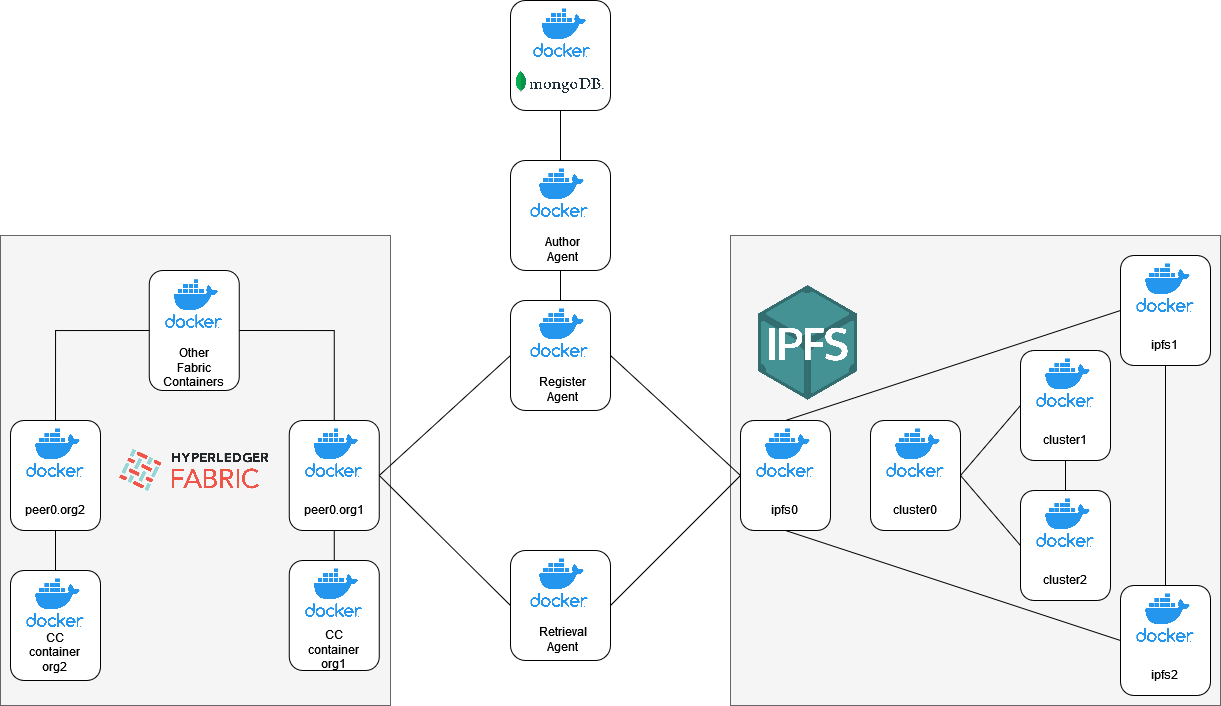 docker
mongoDB.
docker
Author
Agent
docker
Register
Agent
docker
Retrieval
Agent
docker
Other
Fabric
Containers
docker
peer0.org2
HYPERLEDGER
FABRIC
docker
peer0.org1
docker
CC
container
org2
docker
CC
container
org1
IPFS
docker
ipfs0
docker
cluster0
docker
cluster1
docker
cluster2
docker
ipfs1
docker
ipfs2